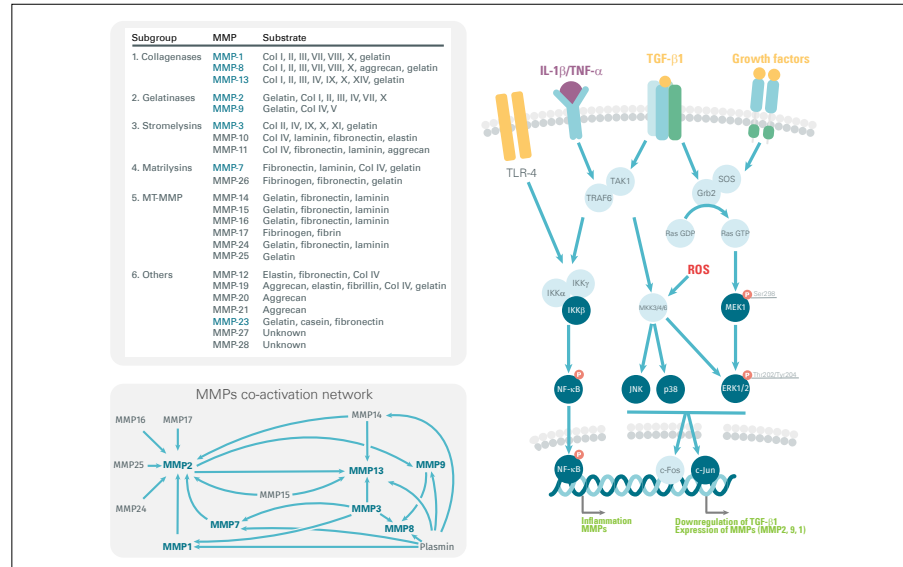 Subgroup MMP Substrate
1. Collagenases MMP-1 Col I, II, III, VII, VIII, X, gelatin
MMP-8 Col I, II, III, VII, VIII, X, aggrecan, gelatin
MMP-13 Col I, II, III, IV, IX, X, XIV, gelatin
2. Gelatinases MMP-2 Gelatin, Col I, II, III, IV, VII, X
MMP-9 Gelatin, Col IV, V
3. Stromelysins MMP-3 Col II, IV, IX, X, XI, gelatin
MMP-10 Col IV, laminin, fibronectin, elastin
MMP-11 Col IV, fibronectin, laminin, aggrecan
4. Matrilysins MMP-7 Fibronectin, laminin, Col IV, gelatin
MMP-26 Fibrinogen, fibronectin, gelatin
5. MT-MMP MMP-14 Gelatin, fibronectin, laminin
MMP-15 Gelatin, fibronectin, laminin
MMP-16 Gelatin, fibronectin, laminin
MMP-17 Fibrinogen, fibrin
MMP-24 Gelatin, fibronectin, laminin
MMP-25 Gelatin
6. Others MMP-12 Elastin, fibronectin, Col IV
MMP-19 Aggrecan, elastin, fibrillin, Col IV, gelatin
MMP-20 Aggrecan
MMP-21 Aggrecan
MMP-23 Gelatin, casein, fibronectin
MMP-27 Unknown
MMP-28 Unknown
MMPs co-activation network
MMP16 MMP17 MMP14
MMP25 MMP2 MMP13 MMP9
MMP15
MMP24 MMP3
MMP7 MMP8
MMP1 Plasmin
TGF-β1 Growth factors
IL-1β/TNF-α
TLR-4
TAK1 SOS
TRAF6 Grb2
Ras GDP Ras GTP
ROS
IKKγ
IKKα
IKKβ MKK3/4/6 MEK1 P Ser298
NF-κB P JNK p38 ERK1/2 P Thr202/Tyr204
NF-κB P c-Fos c-Jun
Inflammation
MMPs
Downregulation of TGF-β1
Expression of MMPs (MMP2, 9, 1)